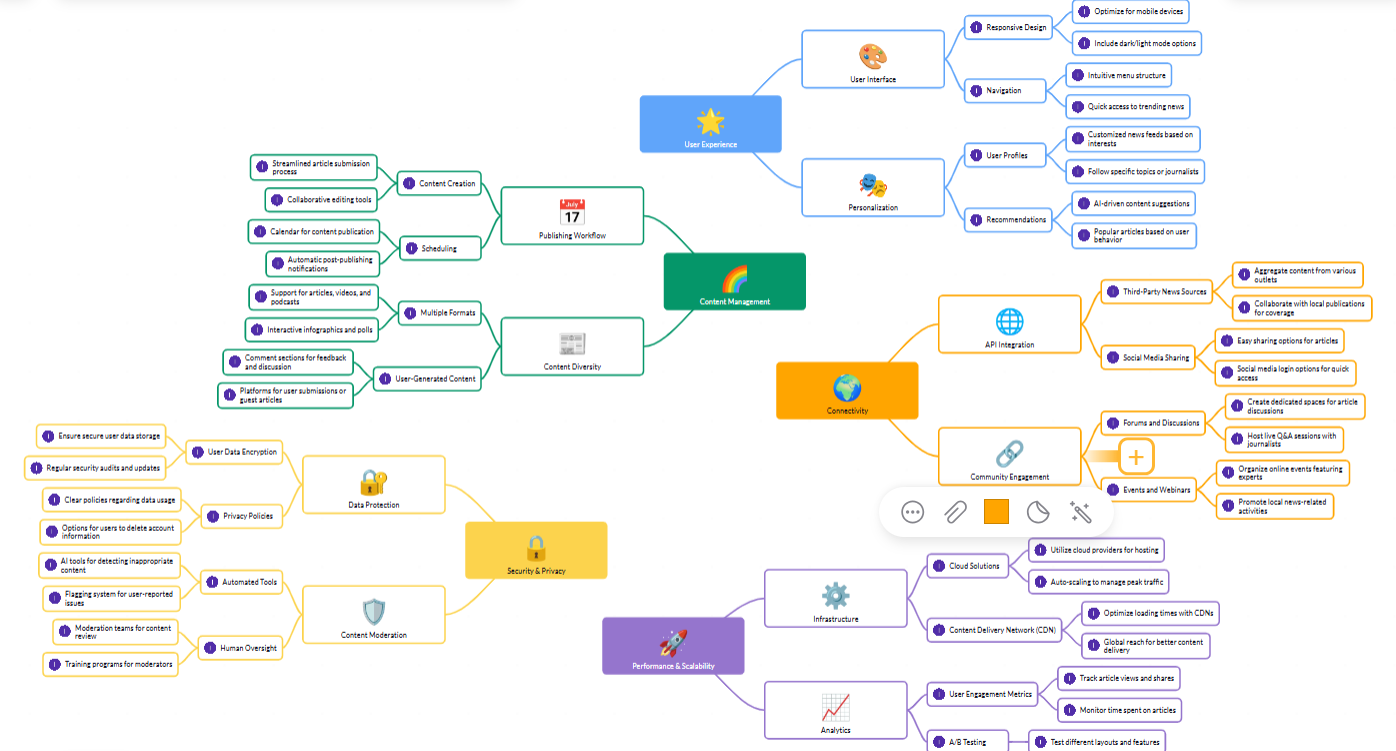 User Experience
User Interface
Responsive Design
Optimize for mobile devices
Include dark/light mode options
Navigation
Intuitive menu structure
Quick access to trending news
Personalization
User Profiles
Customized news feeds based on
interests
Follow specific topics or journalists
Recommendations
AI-driven content suggestions
Popular articles based on user
behavior
Content Management
Publishing Workflow
July
17
Content Creation
Streamlined article submission
process
Collaborative editing tools
Scheduling
Calendar for content publication
Automatic post-publishing
notifications
Content Diversity
Multiple Formats
Support for articles, videos, and
podcasts
Interactive infographics and polls
User-Generated Content
Comment sections for feedback
and discussion
Platforms for user submissions or
guest articles
Connectivity
API Integration
Third-Party News Sources
Aggregate content from various
outlets
Collaborate with local publications
for coverage
Social Media Sharing
Easy sharing options for articles
Social media login options for quick
access
Community Engagement
Forums and Discussions
Create dedicated spaces for article
discussions
Host live Q&A sessions with
journalists
Events and Webinars
Organize online events featuring
experts
Promote local news-related
activities
Security & Privacy
Data Protection
User Data Encryption
Ensure secure user data storage
Regular security audits and updates
Privacy Policies
Clear policies regarding data usage
Options for users to delete account
information
Content Moderation
Automated Tools
AI tools for detecting inappropriate
content
Flagging system for user-reported
issues
Human Oversight
Moderation teams for content
review
Training programs for moderators
Performance & Scalability
Infrastructure
Cloud Solutions
Utilize cloud providers for hosting
Auto-scaling to manage peak traffic
Content Delivery Network (CDN)
Optimize loading times with CDNs
Global reach for better content
delivery
Analytics
User Engagement Metrics
Track article views and shares
Monitor time spent on articles
A/B Testing
Test different layouts and features